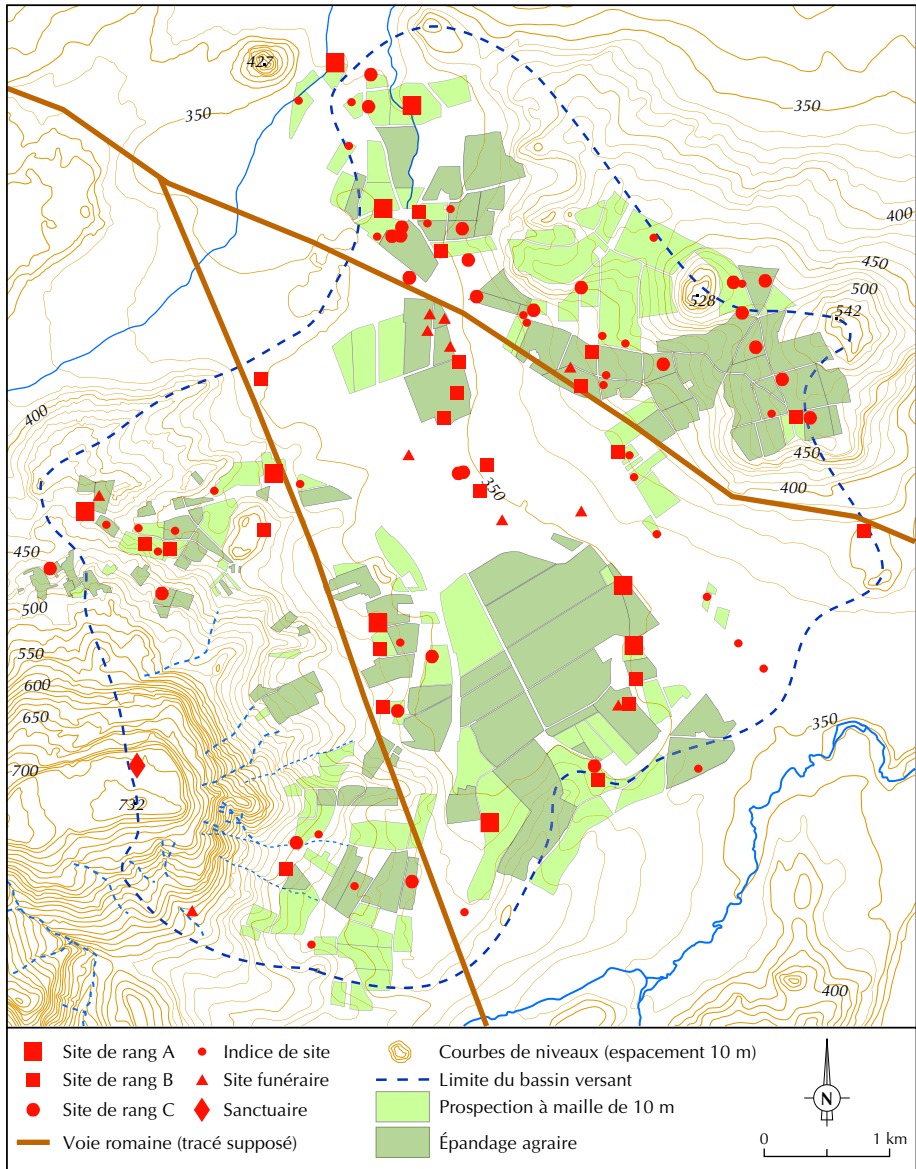 427
350
350
400
450
500
528
542
400
450
350
400
450
500
550
600
650
350
700
732
400
Site de rang A
Indice de site
Courbes de niveaux (espacement 10 m)
Site de rang B
Site funéraire
Limite du bassin versant
Site de rang C
Sanctuaire
Prospection à maille de 10 m
Voie romaine (tracé supposé)
Épandage agraire
N
0 1 km